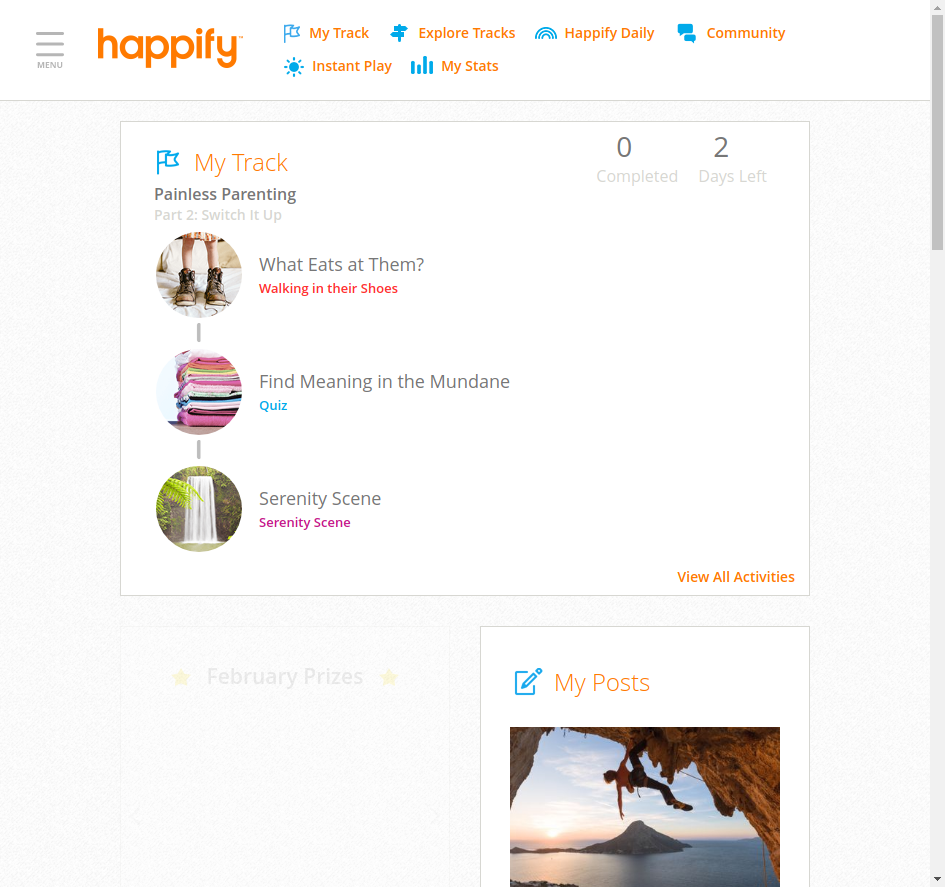 MENU
happify™
My Track
Explore Tracks
Happify Daily
Community
Instant Play
My Stats
My Track
0
Completed
2
Days Left
Painless Parenting
Part 2: Switch It Up
What Eats at Them?
Walking in their Shoes
Find Meaning in the Mundane
Quiz
Serenity Scene
Serenity Scene
View All Activities
February Prizes
My Posts